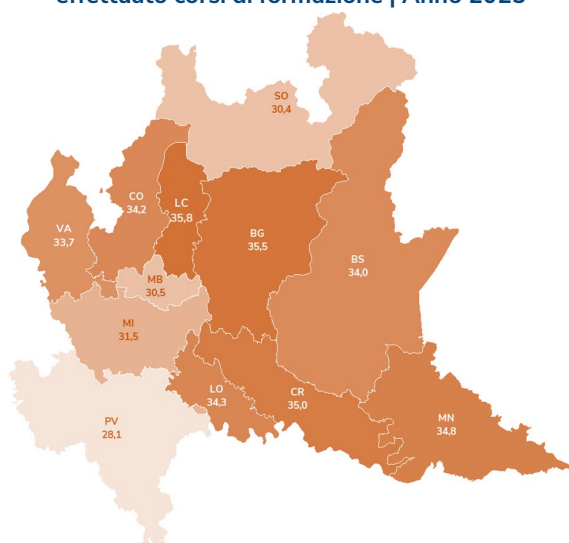 effettuato corsi di formazione | Anno 2023
SO
30,4
CO
34,2
LC
35,8
VA
33,7
BG
35,5
BS
34,0
MB
30,5
MI
31,5
LO
34,3
CR
35,0
MN
34,8
PV
28,1